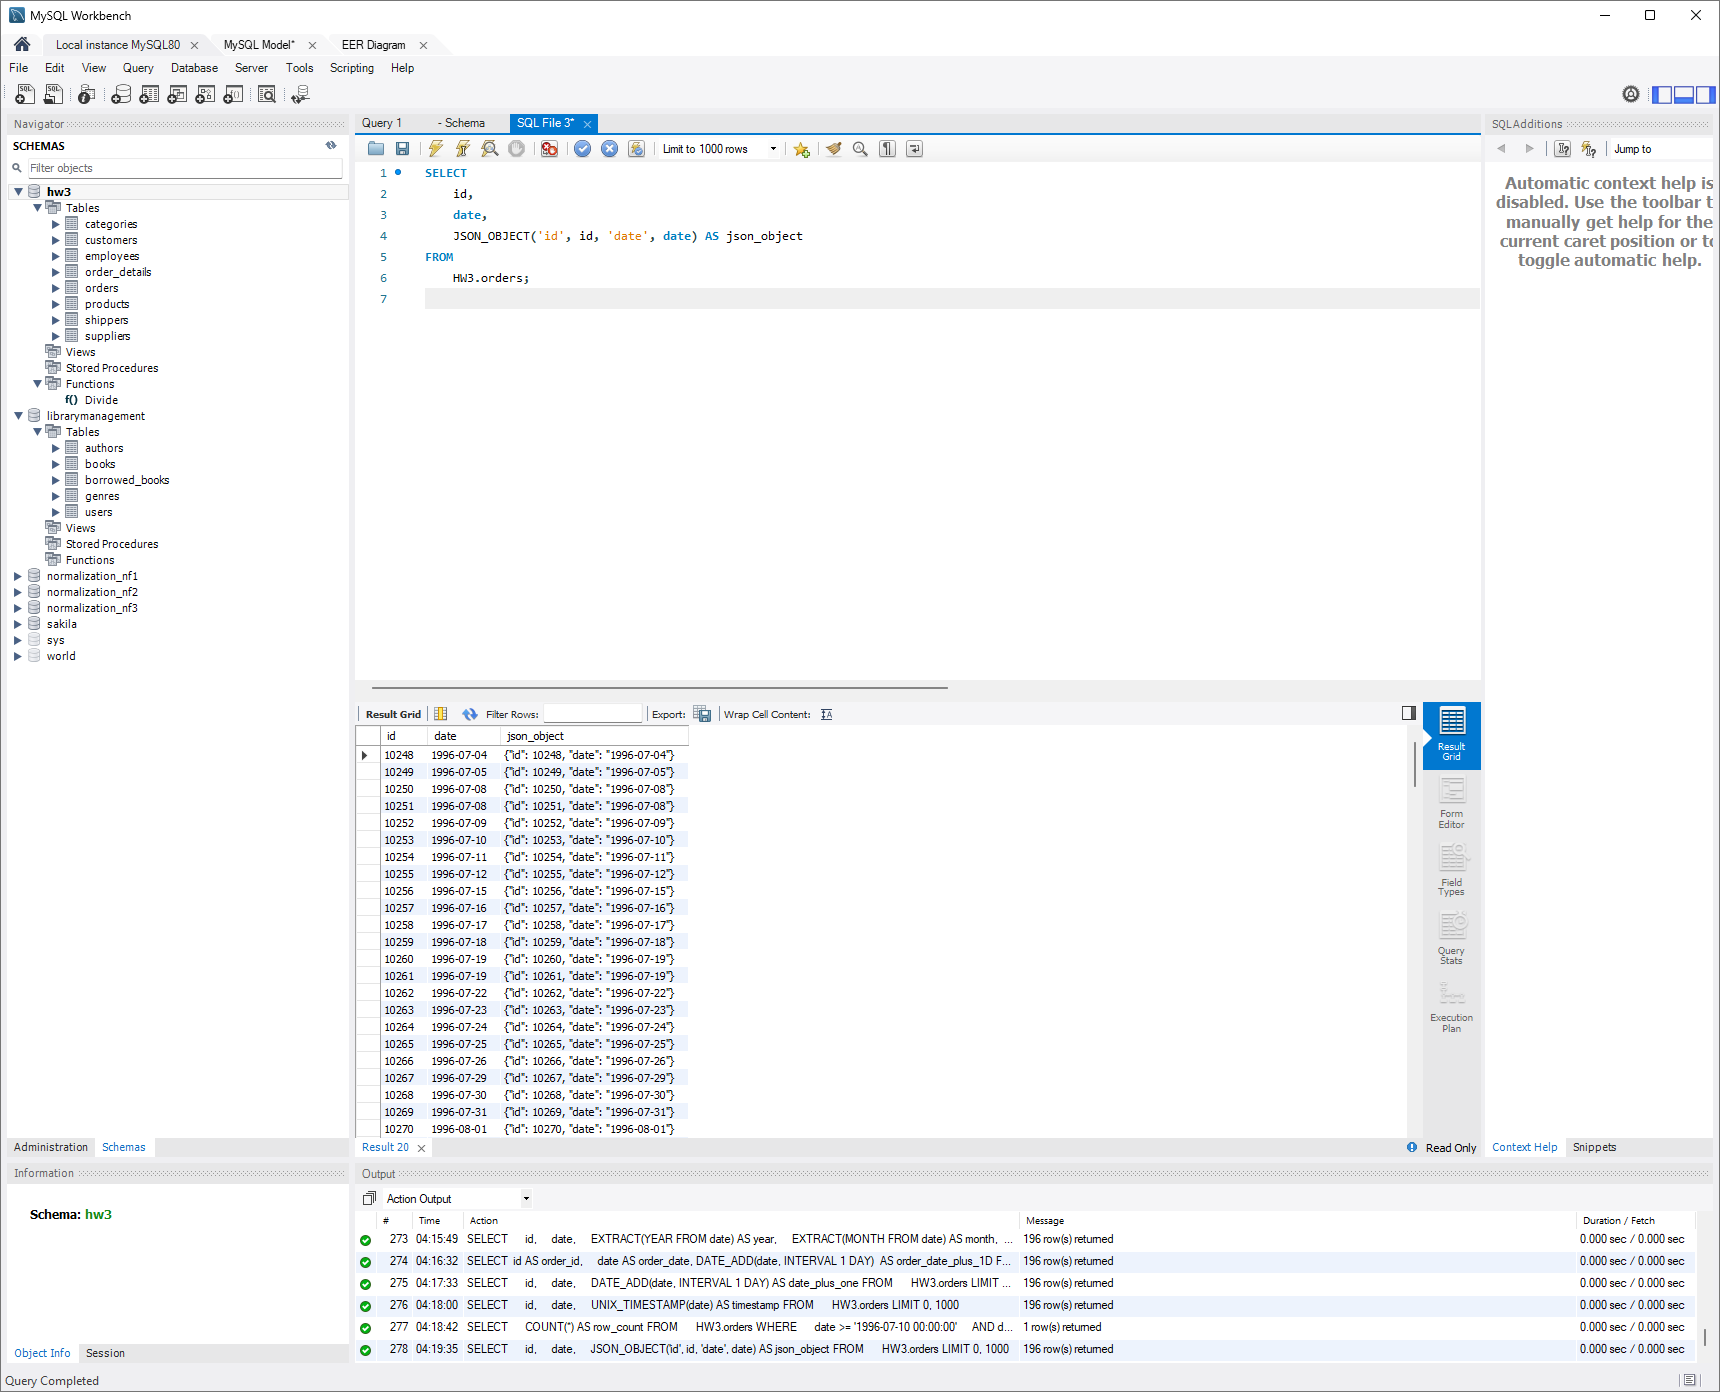 MySQL Workbench
Local instance MySQL80
MySQL Model*
EER Diagram
File Edit View Query Database Server Tools Scripting Help
Navigator
SCHEMAS
Filter objects
hw3
Tables
categories
customers
employees
order_details
orders
products
shippers
suppliers
Views
Stored Procedures
Functions
f() Divide
librarymanagement
Tables
authors
books
borrowed_books
genres
users
Views
Stored Procedures
Functions
normalization_nf1
normalization_nf2
normalization_nf3
sakila
sys
world
Administration Schemas
Information
Schema: hw3
Object Info Session
Query Completed
Query 1 - Schema SQL File 3*
Limit to 1000 rows
1 SELECT
2 id,
3 date,
4 JSON_OBJECT('id', id, 'date', date) AS json_object
5 FROM
6 HW3.orders;
7
Result Grid Filter Rows: Export: Wrap Cell Content:
id date json_object
10248 1996-07-04 {"id": 10248, "date": "1996-07-04"}
10249 1996-07-05 {"id": 10249, "date": "1996-07-05"}
10250 1996-07-08 {"id": 10250, "date": "1996-07-08"}
10251 1996-07-08 {"id": 10251, "date": "1996-07-08"}
10252 1996-07-09 {"id": 10252, "date": "1996-07-09"}
10253 1996-07-10 {"id": 10253, "date": "1996-07-10"}
10254 1996-07-11 {"id": 10254, "date": "1996-07-11"}
10255 1996-07-12 {"id": 10255, "date": "1996-07-12"}
10256 1996-07-15 {"id": 10256, "date": "1996-07-15"}
10257 1996-07-16 {"id": 10257, "date": "1996-07-16"}
10258 1996-07-17 {"id": 10258, "date": "1996-07-17"}
10259 1996-07-18 {"id": 10259, "date": "1996-07-18"}
10260 1996-07-19 {"id": 10260, "date": "1996-07-19"}
10261 1996-07-19 {"id": 10261, "date": "1996-07-19"}
10262 1996-07-22 {"id": 10262, "date": "1996-07-22"}
10263 1996-07-23 {"id": 10263, "date": "1996-07-23"}
10264 1996-07-24 {"id": 10264, "date": "1996-07-24"}
10265 1996-07-25 {"id": 10265, "date": "1996-07-25"}
10266 1996-07-26 {"id": 10266, "date": "1996-07-26"}
10267 1996-07-29 {"id": 10267, "date": "1996-07-29"}
10268 1996-07-30 {"id": 10268, "date": "1996-07-30"}
10269 1996-07-31 {"id": 10269, "date": "1996-07-31"}
10270 1996-08-01 {"id": 10270, "date": "1996-08-01"}
Result 20
Read Only
Result
Grid
Form
Editor
Field
Types
Query
Stats
Execution
Plan
Output
Action Output
# Time Action Message Duration / Fetch
273 04:15:49 SELECT id, date, EXTRACT(YEAR FROM date) AS year, EXTRACT(MONTH FROM date) AS month, ... 196 row(s) returned 0.000 sec / 0.000 sec
274 04:16:32 SELECT id AS order_id, date AS order_date, DATE_ADD(date, INTERVAL 1 DAY) AS order_date_plus_1D F... 196 row(s) returned 0.000 sec / 0.000 sec
275 04:17:33 SELECT id, date, DATE_ADD(date, INTERVAL 1 DAY) AS date_plus_one FROM HW3.orders LIMIT ... 196 row(s) returned 0.000 sec / 0.000 sec
276 04:18:00 SELECT id, date, UNIX_TIMESTAMP(date) AS timestamp FROM HW3.orders LIMIT 0, 1000 196 row(s) returned 0.000 sec / 0.000 sec
277 04:18:42 SELECT COUNT(*) AS row_count FROM HW3.orders WHERE date >= '1996-07-10 00:00:00' AND d... 1 row(s) returned 0.000 sec / 0.000 sec
278 04:19:35 SELECT id, date, JSON_OBJECT('id', id, 'date', date) AS json_object FROM HW3.orders LIMIT 0, 1000 196 row(s) returned 0.000 sec / 0.000 sec
SQLAdditions
Jump to
Automatic context help is
disabled. Use the toolbar t
manually get help for the
current caret position or to
toggle automatic help.
Context Help Snippets